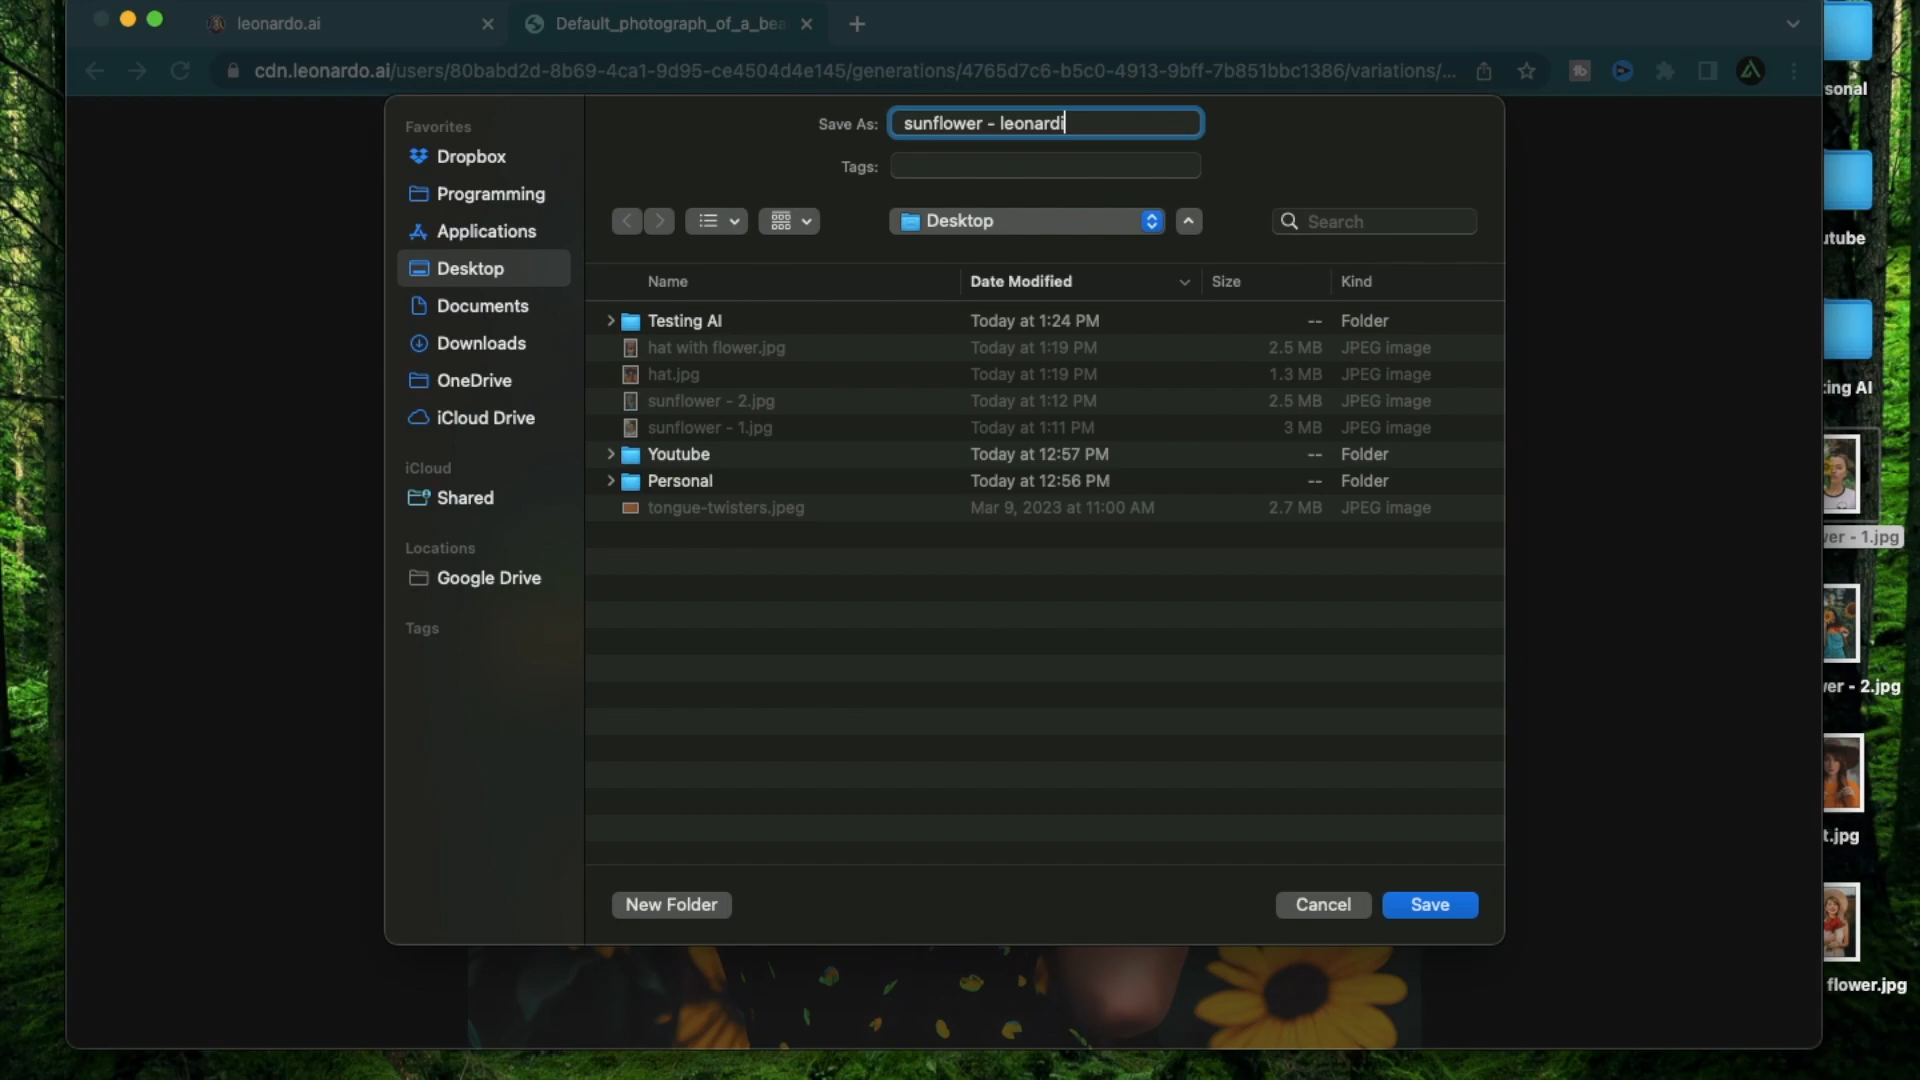 leonardo.ai
Default_photograph_of_a_bea
cdn.leonardo.ai/users/80babd2d-8b69-4ca1-9d95-ce4504d4e145/generations/4765d7c6-b5c0-4913-9bff-7b851bbc1386/variations/...
Favorites
Dropbox
Programming
Applications
Desktop
Documents
Downloads
OneDrive
iCloud Drive
iCloud
Shared
Locations
Google Drive
Tags
Save As: sunflower - leonardi
Tags:
Desktop
Search
Name Date Modified Size Kind
Testing AI Today at 1:24 PM -- Folder
hat with flower.jpg Today at 1:19 PM 2.5 MB JPEG image
hat.jpg Today at 1:19 PM 1.3 MB JPEG image
sunflower - 2.jpg Today at 1:12 PM 2.5 MB JPEG image
sunflower - 1.jpg Today at 1:11 PM 3 MB JPEG image
Youtube Today at 12:57 PM -- Folder
Personal Today at 12:56 PM -- Folder
tongue-twisters.jpeg Mar 9, 2023 at 11:00 AM 2.7 MB JPEG image
New Folder Cancel Save
sonal
utube
ting AI
wer - 1.jpg
wer - 2.jpg
t.jpg
flower.jpg